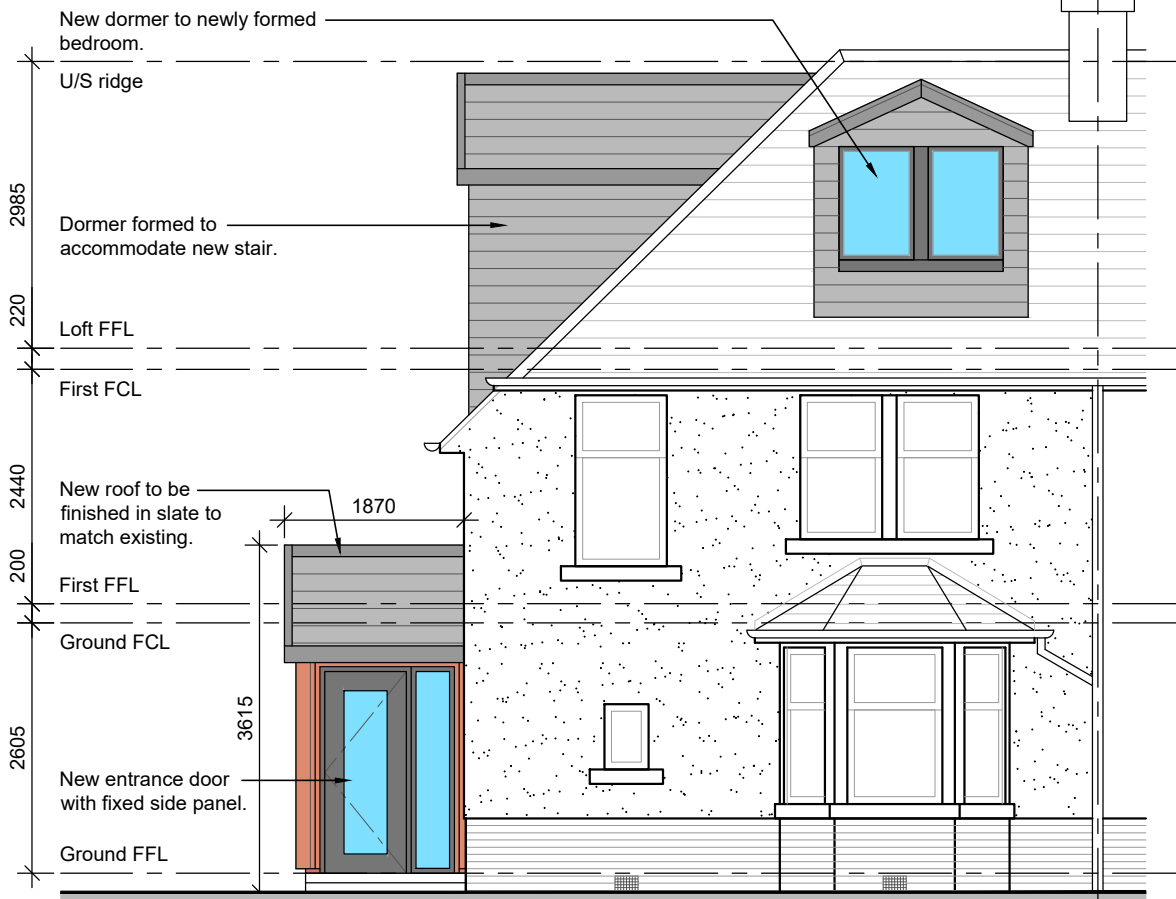 New dormer to newly formed
bedroom.
U/S ridge
2985
Dormer formed to
accommodate new stair.
220
Loft FFL
First FCL
2440
New roof to be
finished in slate to
match existing.
1870
200
First FFL
Ground FCL
3615
2605
New entrance door
with fixed side panel.
Ground FFL